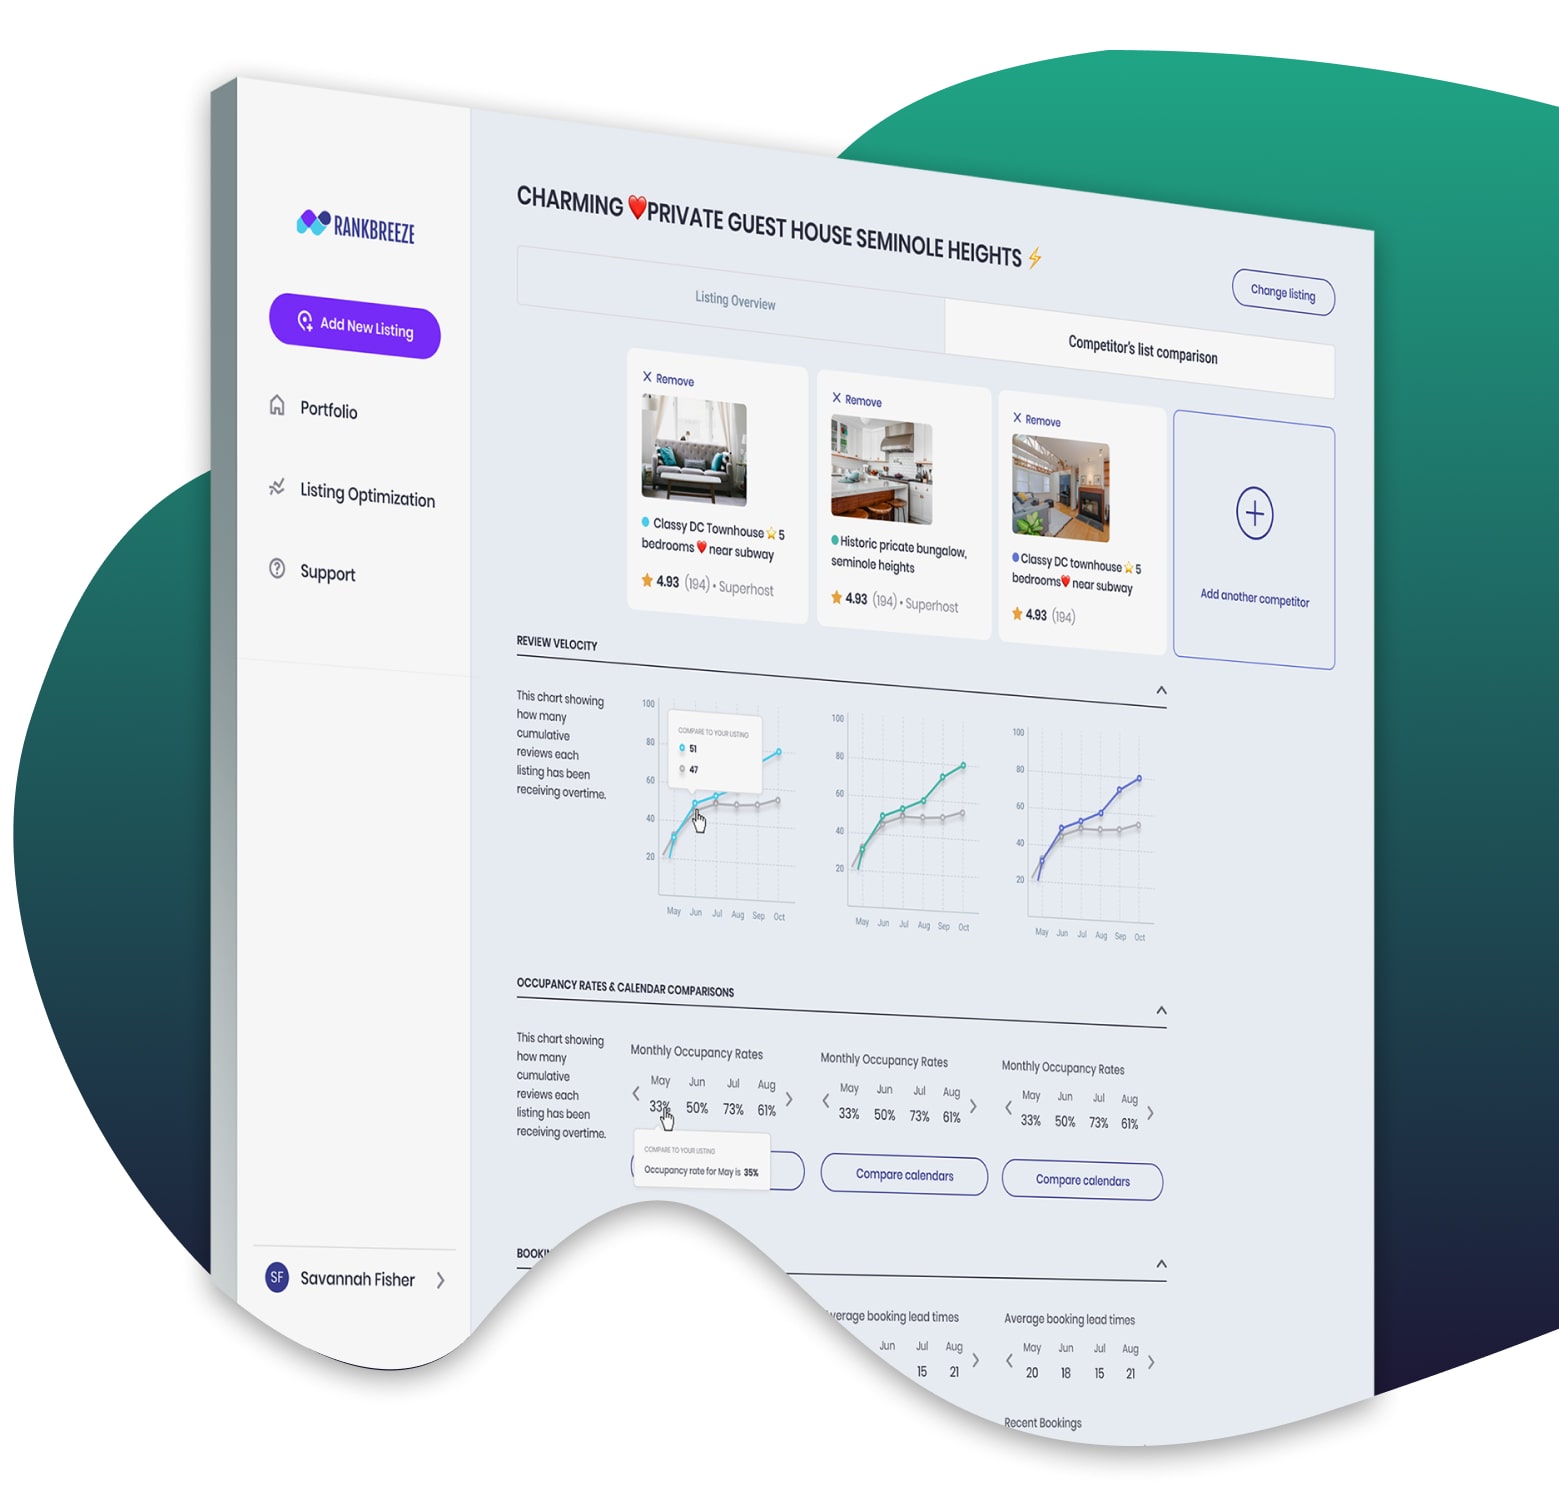 RANKBREEZE
Add New Listing
Portfolio
Listing Optimization
Support
SF Savannah Fisher
CHARMING ❤️PRIVATE GUEST HOUSE SEMINOLE HEIGHTS ⚡
Change listing
Listing Overview
Competitor's list comparison
X Remove
Classy DC Townhouse ⭐ 5
bedrooms ❤️ near subway
★ 4.93 (194) • Superhost
X Remove
Historic pricate bungalow,
seminole heights
★ 4.93 (194) • Superhost
X Remove
Classy DC townhouse ⭐ 5
bedrooms❤️ near subway
★ 4.93 (194)
Add another competitor
REVIEW VELOCITY
This chart showing
how many
cumulative
reviews each
listing has been
receiving overtime.
100
80
60
40
20
May Jun Jul Aug Sep Oct
COMPARE TO YOUR LISTING
51
47
100
80
60
40
20
May Jun Jul Aug Sep Oct
100
80
60
40
20
May Jun Jul Aug Sep Oct
OCCUPANCY RATES & CALENDAR COMPARISONS
This chart showing
how many
cumulative
reviews each
listing has been
receiving overtime.
Monthly Occupancy Rates
May Jun Jul Aug
33% 50% 73% 61%
COMPARE TO YOUR LISTING
Occupancy rate for May is 35%
Monthly Occupancy Rates
May Jun Jul Aug
33% 50% 73% 61%
Compare calendars
Monthly Occupancy Rates
May Jun Jul Aug
33% 50% 73% 61%
Compare calendars
verage booking lead times
Jun Jul Aug
15 21
Average booking lead times
May Jun Jul Aug
20 18 15 21
Recent Bookings